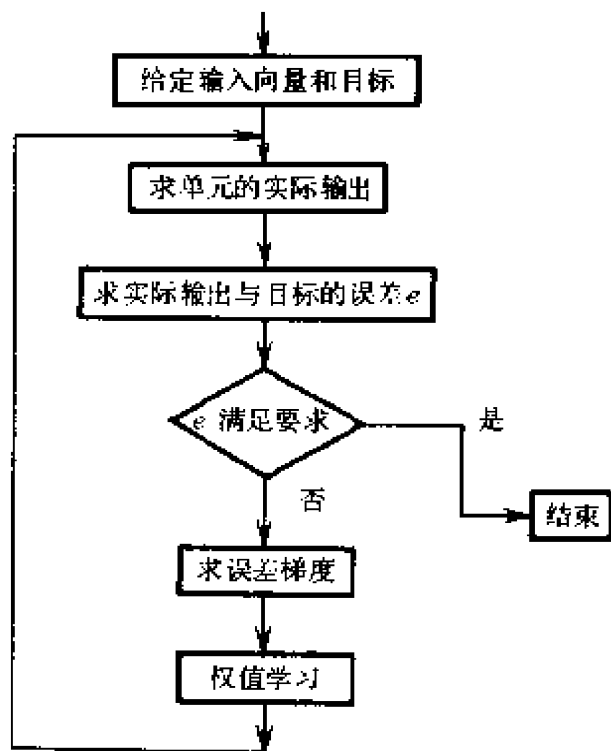 给定输入向量和目标
求单元的实际输出
求实际输出与目标的误差e
e 满足要求
是
否
结束
求误差梯度
权值学习